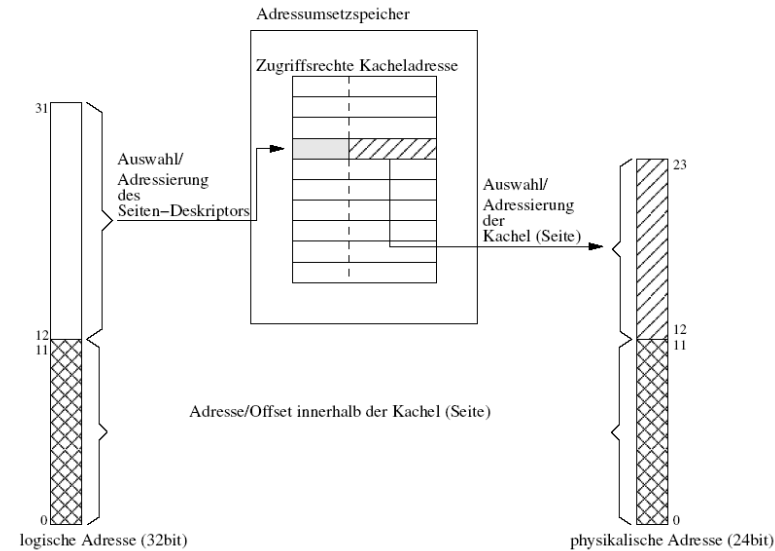 Adressumsetzspeicher
Zugriffsrechte Kacheladresse
31
Auswahl/
Adressierung
des
Seiten-Deskriptors
Auswahl/
Adressierung
der
Kachel (Seite)
23
12
11
12
11
Adresse/Offset innerhalb der Kachel (Seite)
0
0
logische Adresse (32bit)
physikalische Adresse (24bit)